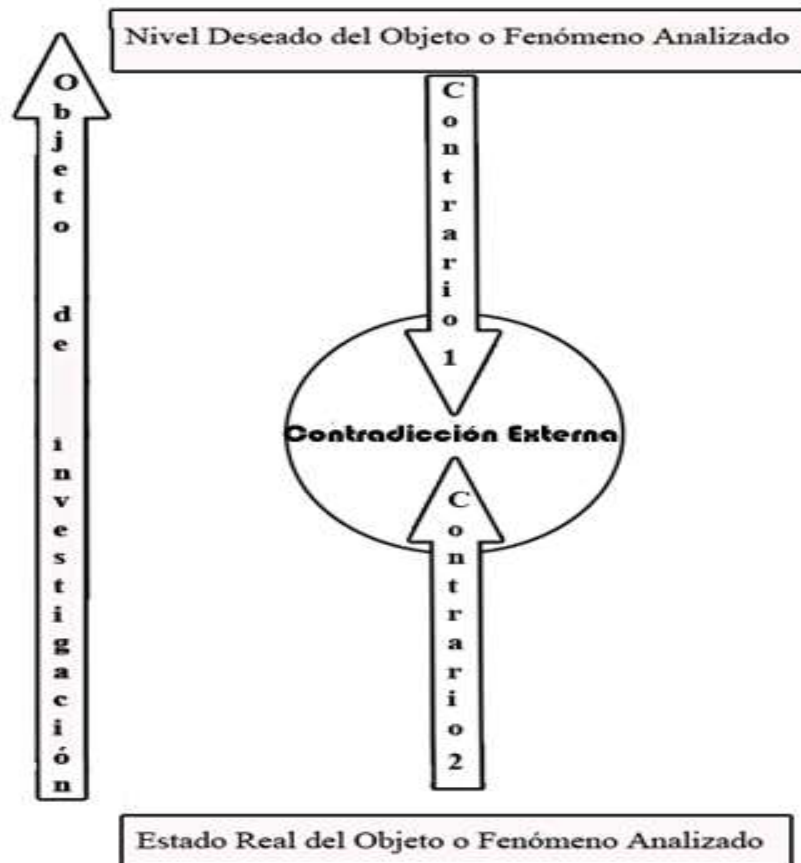 Nivel Deseado del Objeto o Fenómeno Analizado
Objeto de investigación
Contrario 1
Contradicción Externa
Contrario 2
Estado Real del Objeto o Fenómeno Analizado